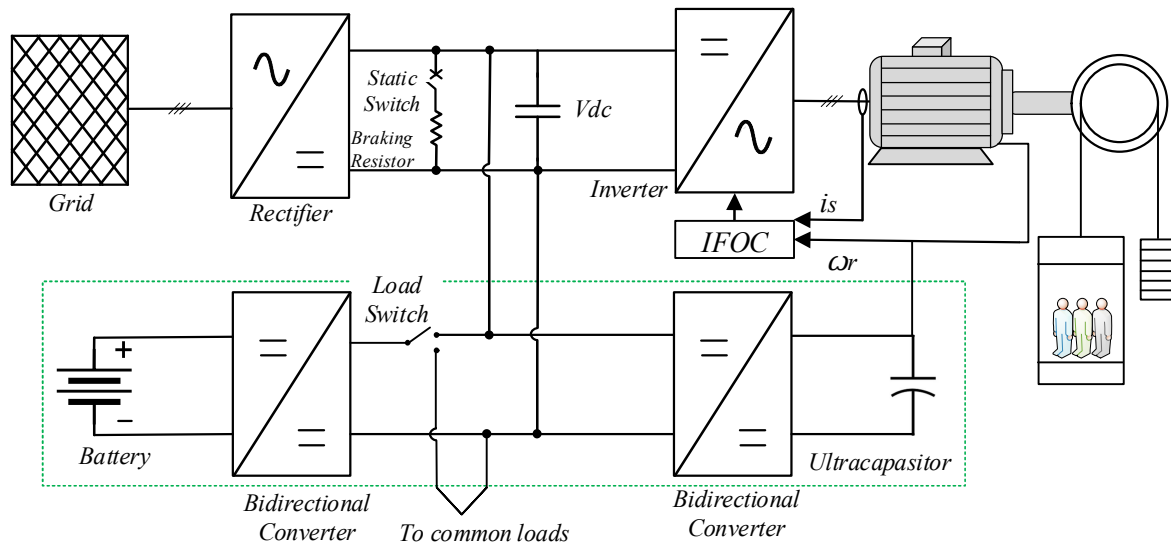 Static
Switch
Vdc
Braking
Resistor
Grid
Rectifier
Inverter
is
IFOC
ωr
Load
Switch
+
−
Battery
Ultracapasitor
Bidirectional
Converter
To common loads
Bidirectional
Converter